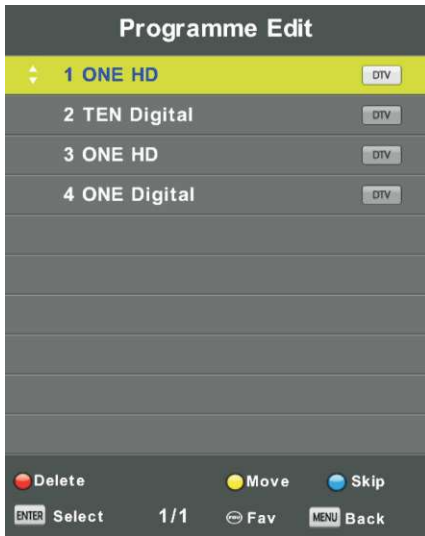 Programme Edit
1 ONE HD DTV
2 TEN Digital DTV
3 ONE HD DTV
4 ONE Digital DTV
Delete Move Skip
ENTER Select 1/1 Fav MENU Back